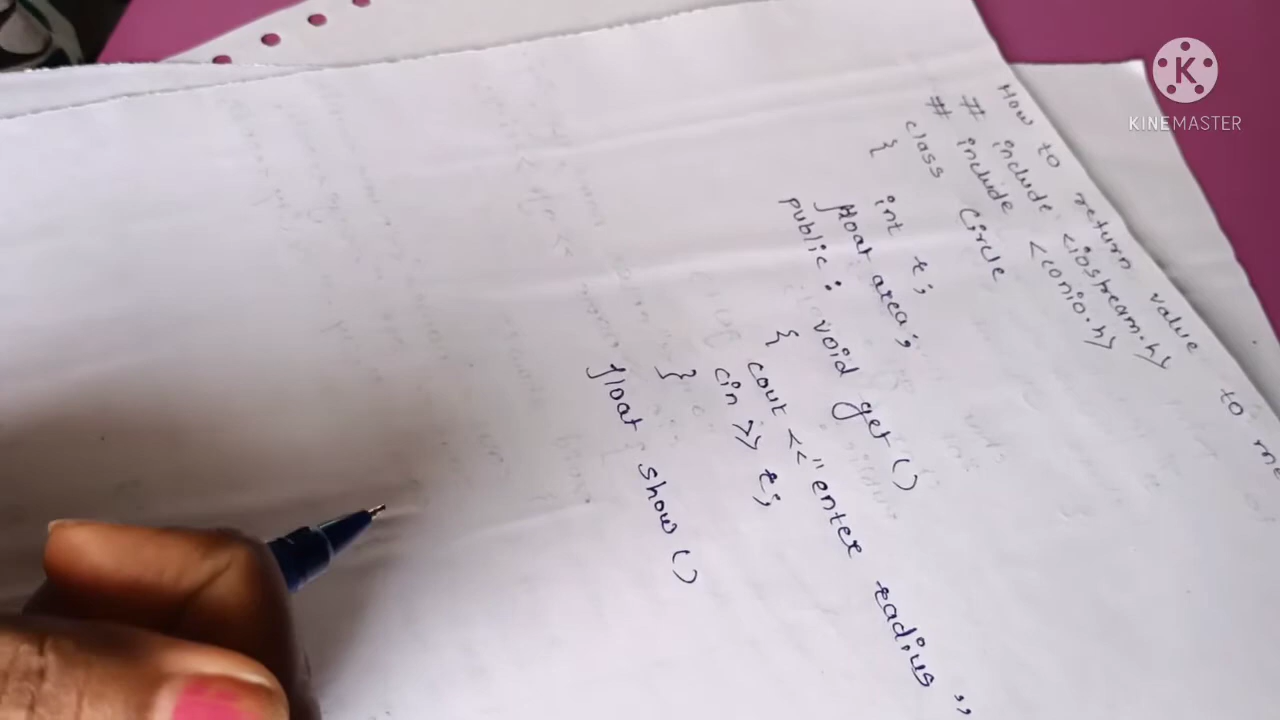 How to return value to
# include <iostream.h>
# include <conio.h>
class Circle
{
int r;
float area;
public : void get ()
{
cout << "enter radius";
cin >> r;
}
float show ()
KINEMASTER